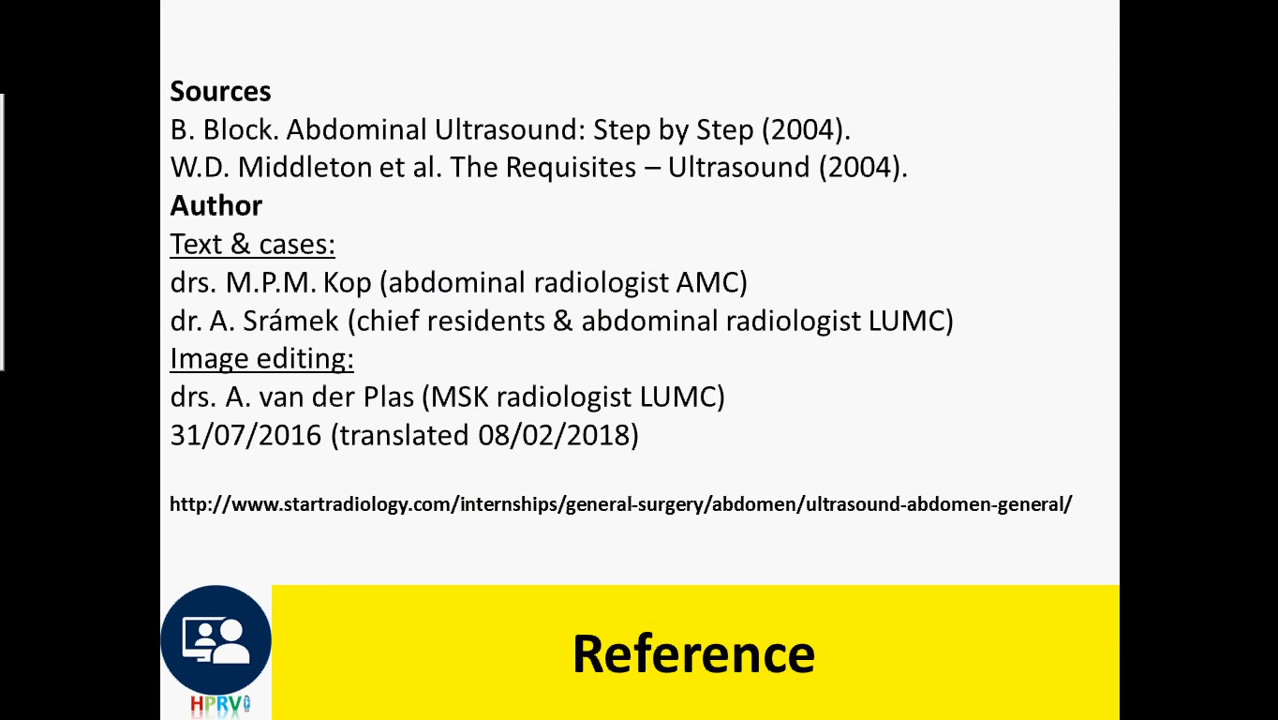 Sources
B. Block. Abdominal Ultrasound: Step by Step (2004).
W.D. Middleton et al. The Requisites – Ultrasound (2004).
Author
Text & cases:
drs. M.P.M. Kop (abdominal radiologist AMC)
dr. A. Srámek (chief residents & abdominal radiologist LUMC)
Image editing:
drs. A. van der Plas (MSK radiologist LUMC)
31/07/2016 (translated 08/02/2018)
http://www.startradiology.com/internships/general-surgery/abdomen/ultrasound-abdomen-general/
Reference
HPRV